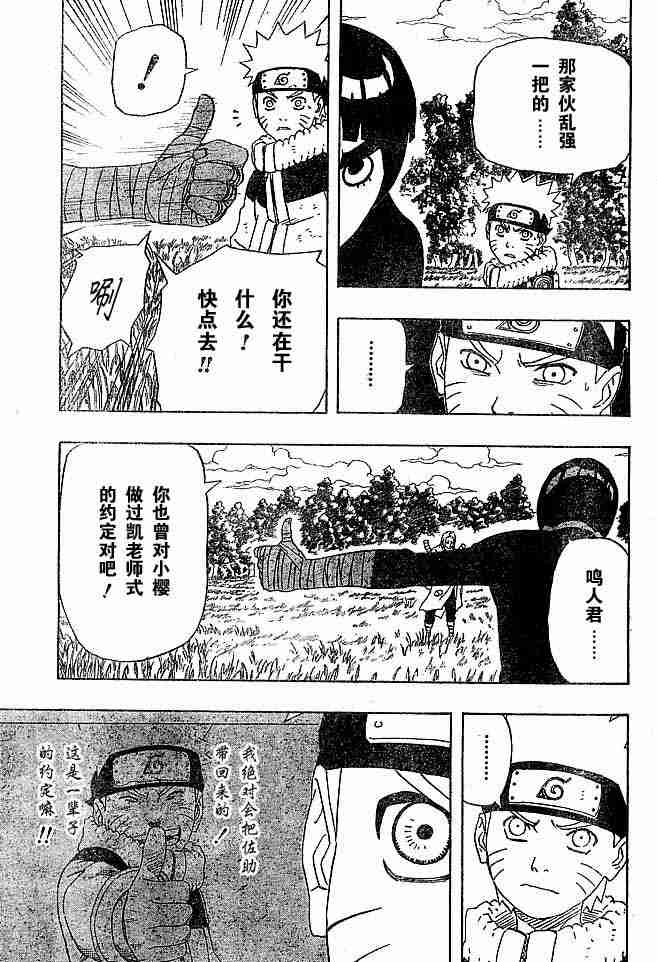 那家伙乱强
一把的……
！
……
你还在干
什么！
快点去!!
唰
鸣人君
……
你也曾对小樱
做过凯老师式
的约定对吧！
……
我绝对会把佐助
带回来的！
这是一辈子
的约定嘛!!